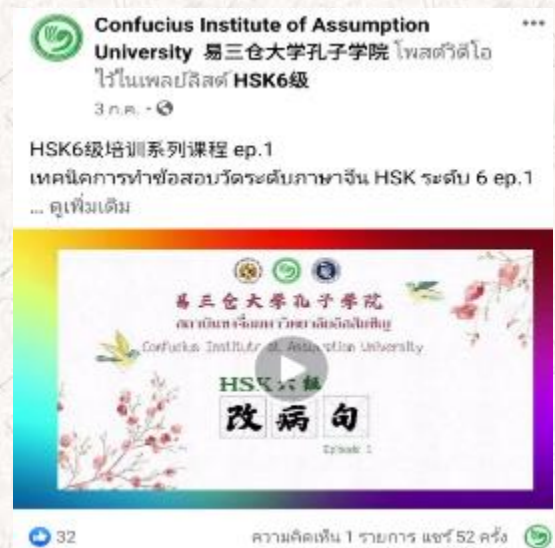 Confucius Institute of Assumption
University 易三仓大学孔子学院 โพสต์วิดีโอ
ไว้ในเพลย์ลิสต์ HSK6级
3 ก.ค.
HSK6级培训系列课程 ep.1
เทคนิคการทำข้อสอบวัดระดับภาษาจีน HSK ระดับ 6 ep.1
... ดูเพิ่มเติม
易三仓大學孔子學院
Confucius Institute of Assumption University
HSK六级
改病句
Episode 1
32
ความคิดเห็น 1 รายการ แชร์ 52 ครั้ง